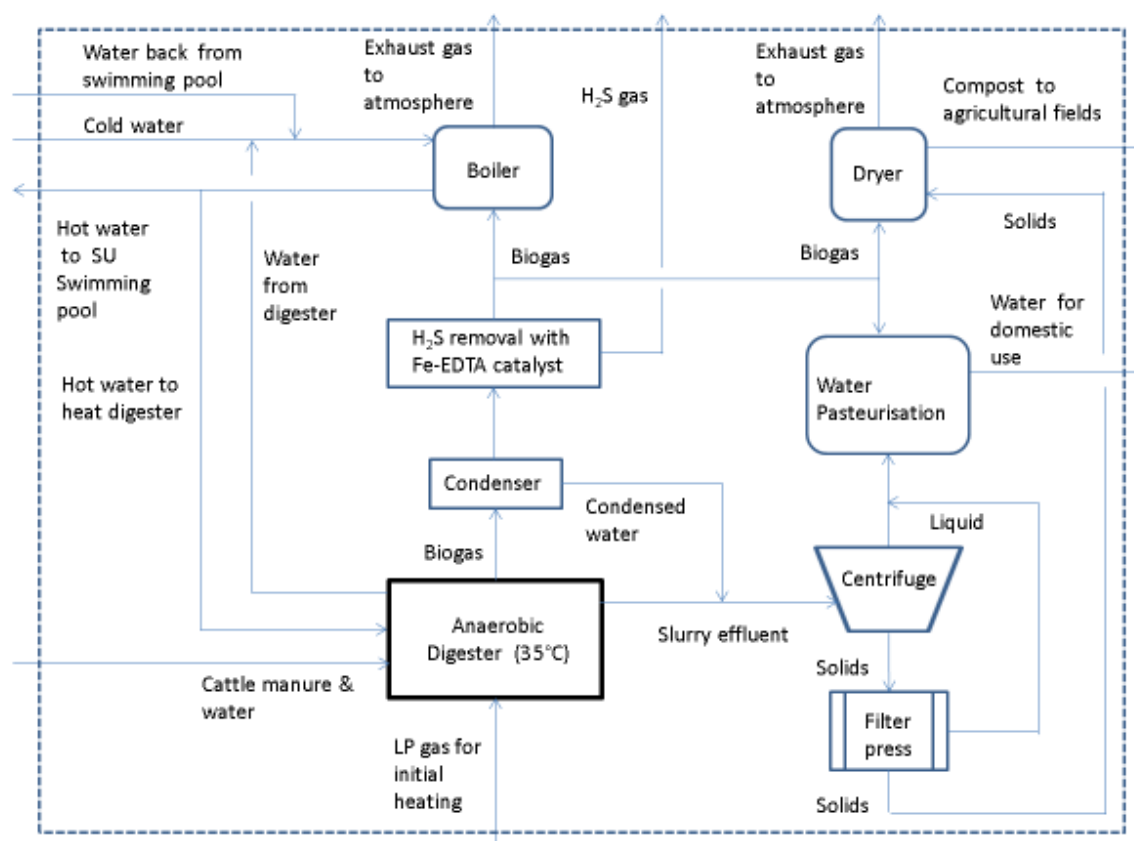 Water back from
swimming pool
Cold water
Exhaust gas
to
atmosphere
H₂S gas
Exhaust gas
to
atmosphere
Compost to
agricultural fields
Boiler
Dryer
Hot water
to SU
Swimming
pool
Water
from
digester
Biogas
Biogas
Solids
H₂S removal with
Fe-EDTA catalyst
Water for
domestic
use
Hot water to
heat digester
Water
Pasteurisation
Condenser
Condensed
water
Liquid
Biogas
Centrifuge
Anaerobic
Digester (35°C)
Slurry effluent
Cattle manure &
water
Solids
LP gas for
initial
heating
Filter
press
Solids